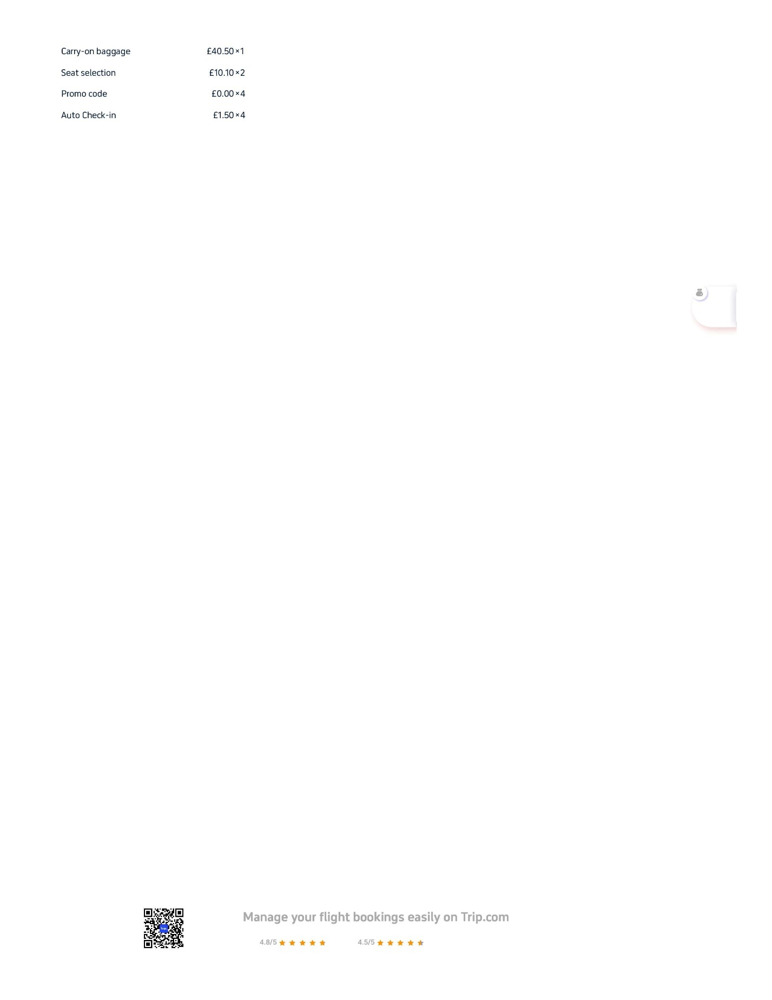 Carry-on baggage £40.50×1
Seat selection £10.10×2
Promo code £0.00×4
Auto Check-in £1.50×4
Manage your flight bookings easily on Trip.com
4.8/5 4.5/5